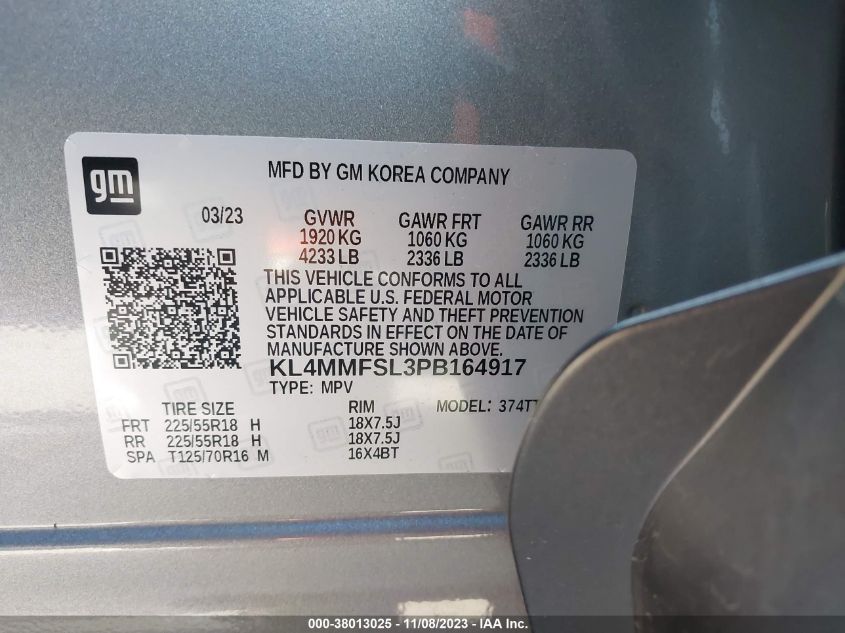 gm
MFD BY GM KOREA COMPANY
03/23 GVWR GAWR FRT GAWR RR
1920 KG 1060 KG 1060 KG
4233 LB 2336 LB 2336 LB
THIS VEHICLE CONFORMS TO ALL
APPLICABLE U.S. FEDERAL MOTOR
VEHICLE SAFETY AND THEFT PREVENTION
STANDARDS IN EFFECT ON THE DATE OF
MANUFACTURE SHOWN ABOVE.
KL4MMFSL3PB164917
TYPE: MPV
TIRE SIZE RIM MODEL:
FRT 225/55R18 H 18X7.5J
RR 225/55R18 H 18X7.5J
SPA T125/70R16 M 16X4BT
000-38013025 - 11/08/2023 - IAA Inc.